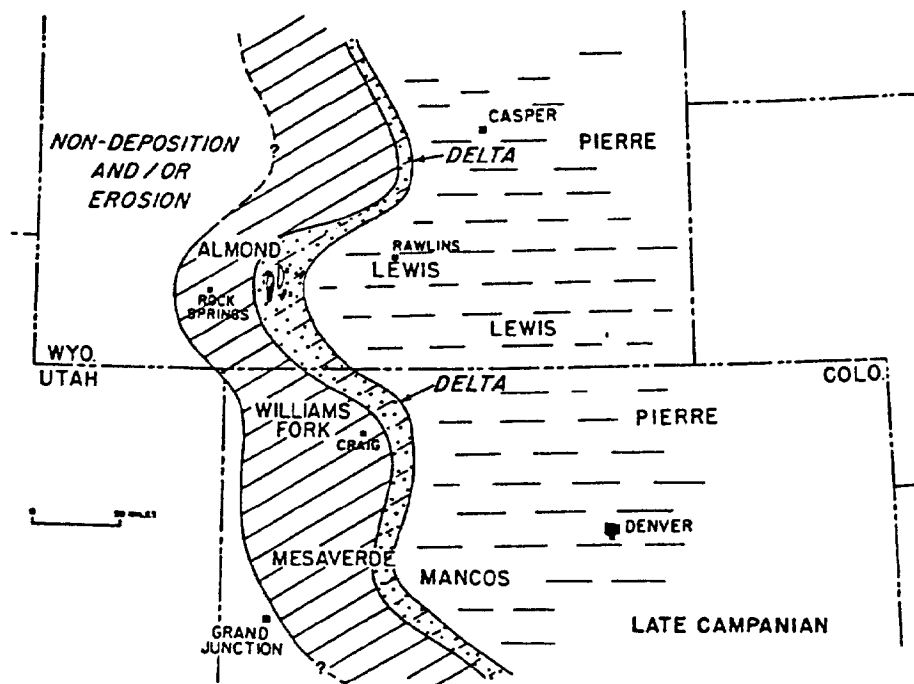 CASPER
NON-DEPOSITION
AND/OR
EROSION
?
DELTA
PIERRE
ALMOND
RAWLINS
LEWIS
ROCK
SPRINGS
LEWIS
WYO.
UTAH
DELTA
COLO.
WILLIAMS
FORK
PIERRE
CRAIG
DENVER
MESAVERDE
MANCOS
GRAND
JUNCTION
LATE CAMPANIAN
?